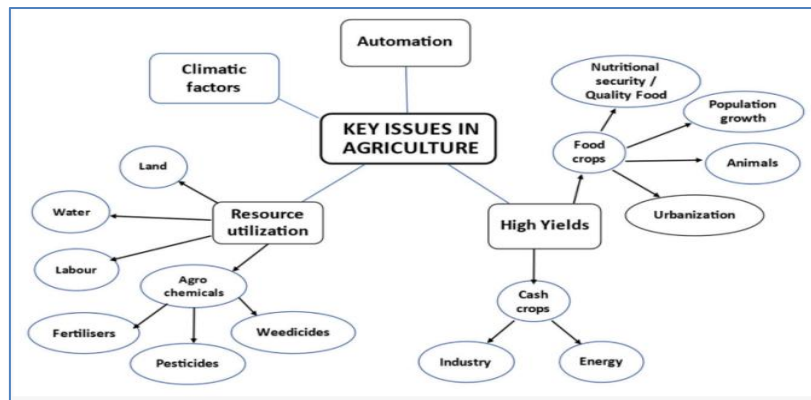 Automation
Climatic
factors
Nutritional
security /
Quality Food
Population
growth
KEY ISSUES IN
AGRICULTURE
Food
crops
Animals
Land
Urbanization
Water
Resource
utilization
High Yields
Labour
Agro
chemicals
Cash
crops
Fertilisers
Weedicides
Pesticides
Industry
Energy